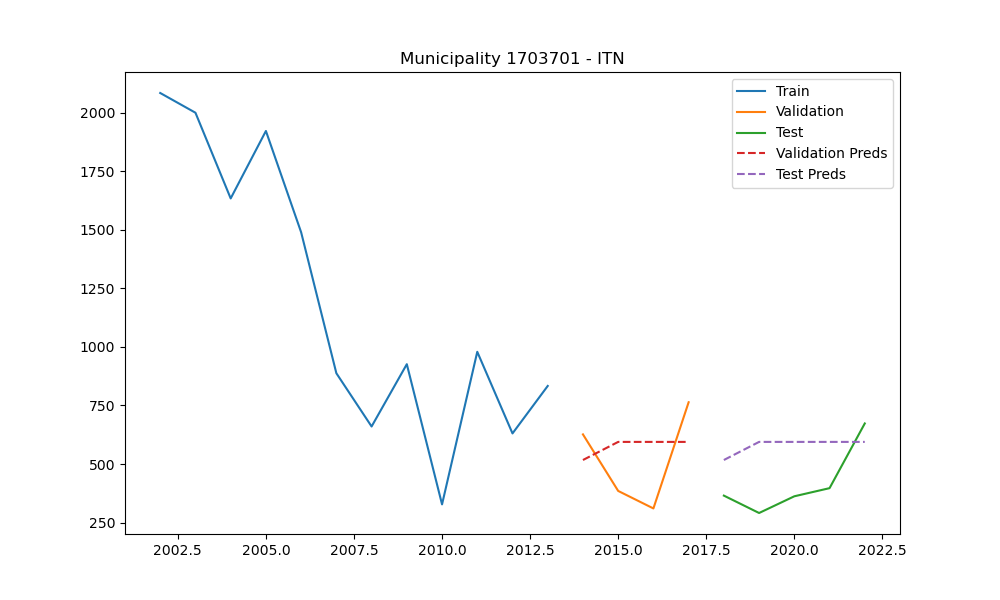 Municipality 1703701 - ITN
Train
Validation
Test
Validation Preds
Test Preds
2000
1750
1500
1250
1000
750
500
250
2002.5 2005.0 2007.5 2010.0 2012.5 2015.0 2017.5 2020.0 2022.5